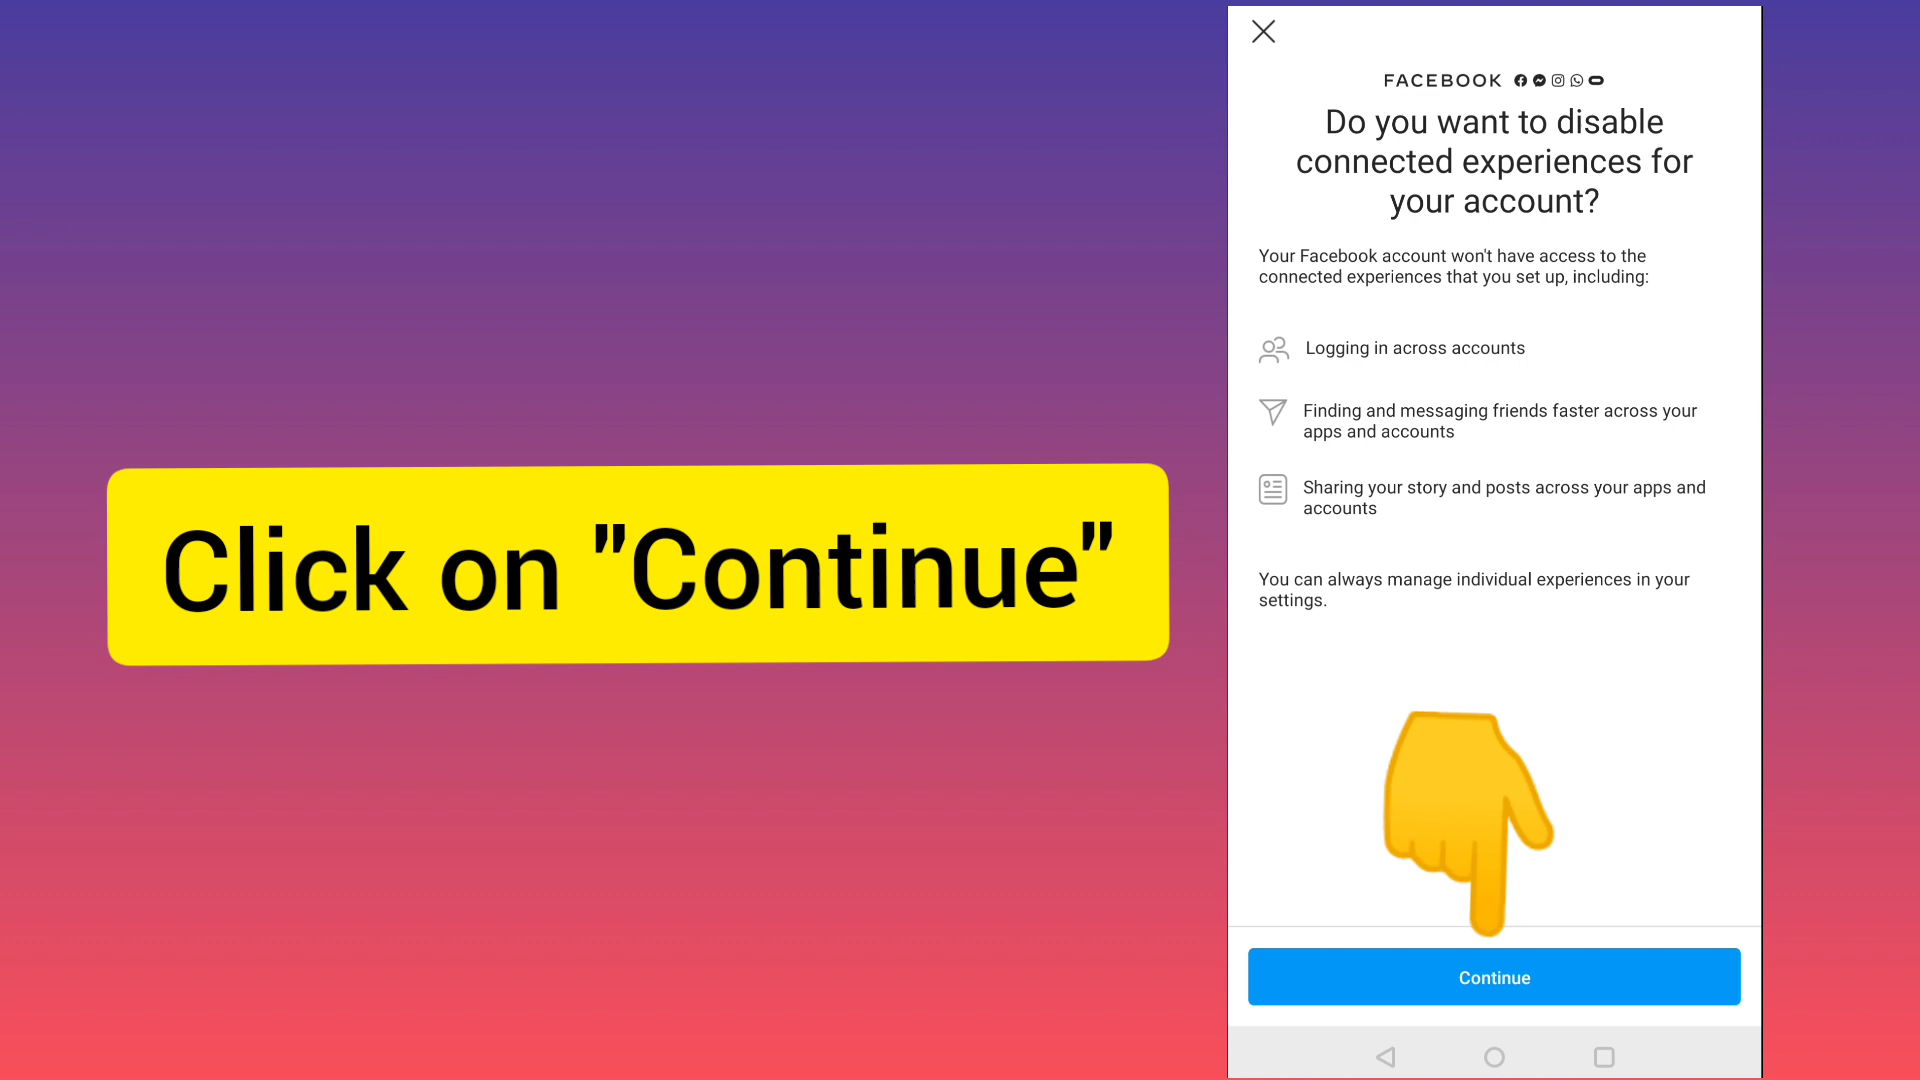 Click on "Continue"
FACEBOOK
Do you want to disable
connected experiences for
your account?
Your Facebook account won't have access to the
connected experiences that you set up, including:
Logging in across accounts
Finding and messaging friends faster across your
apps and accounts
Sharing your story and posts across your apps and
accounts
You can always manage individual experiences in your
settings.
Continue